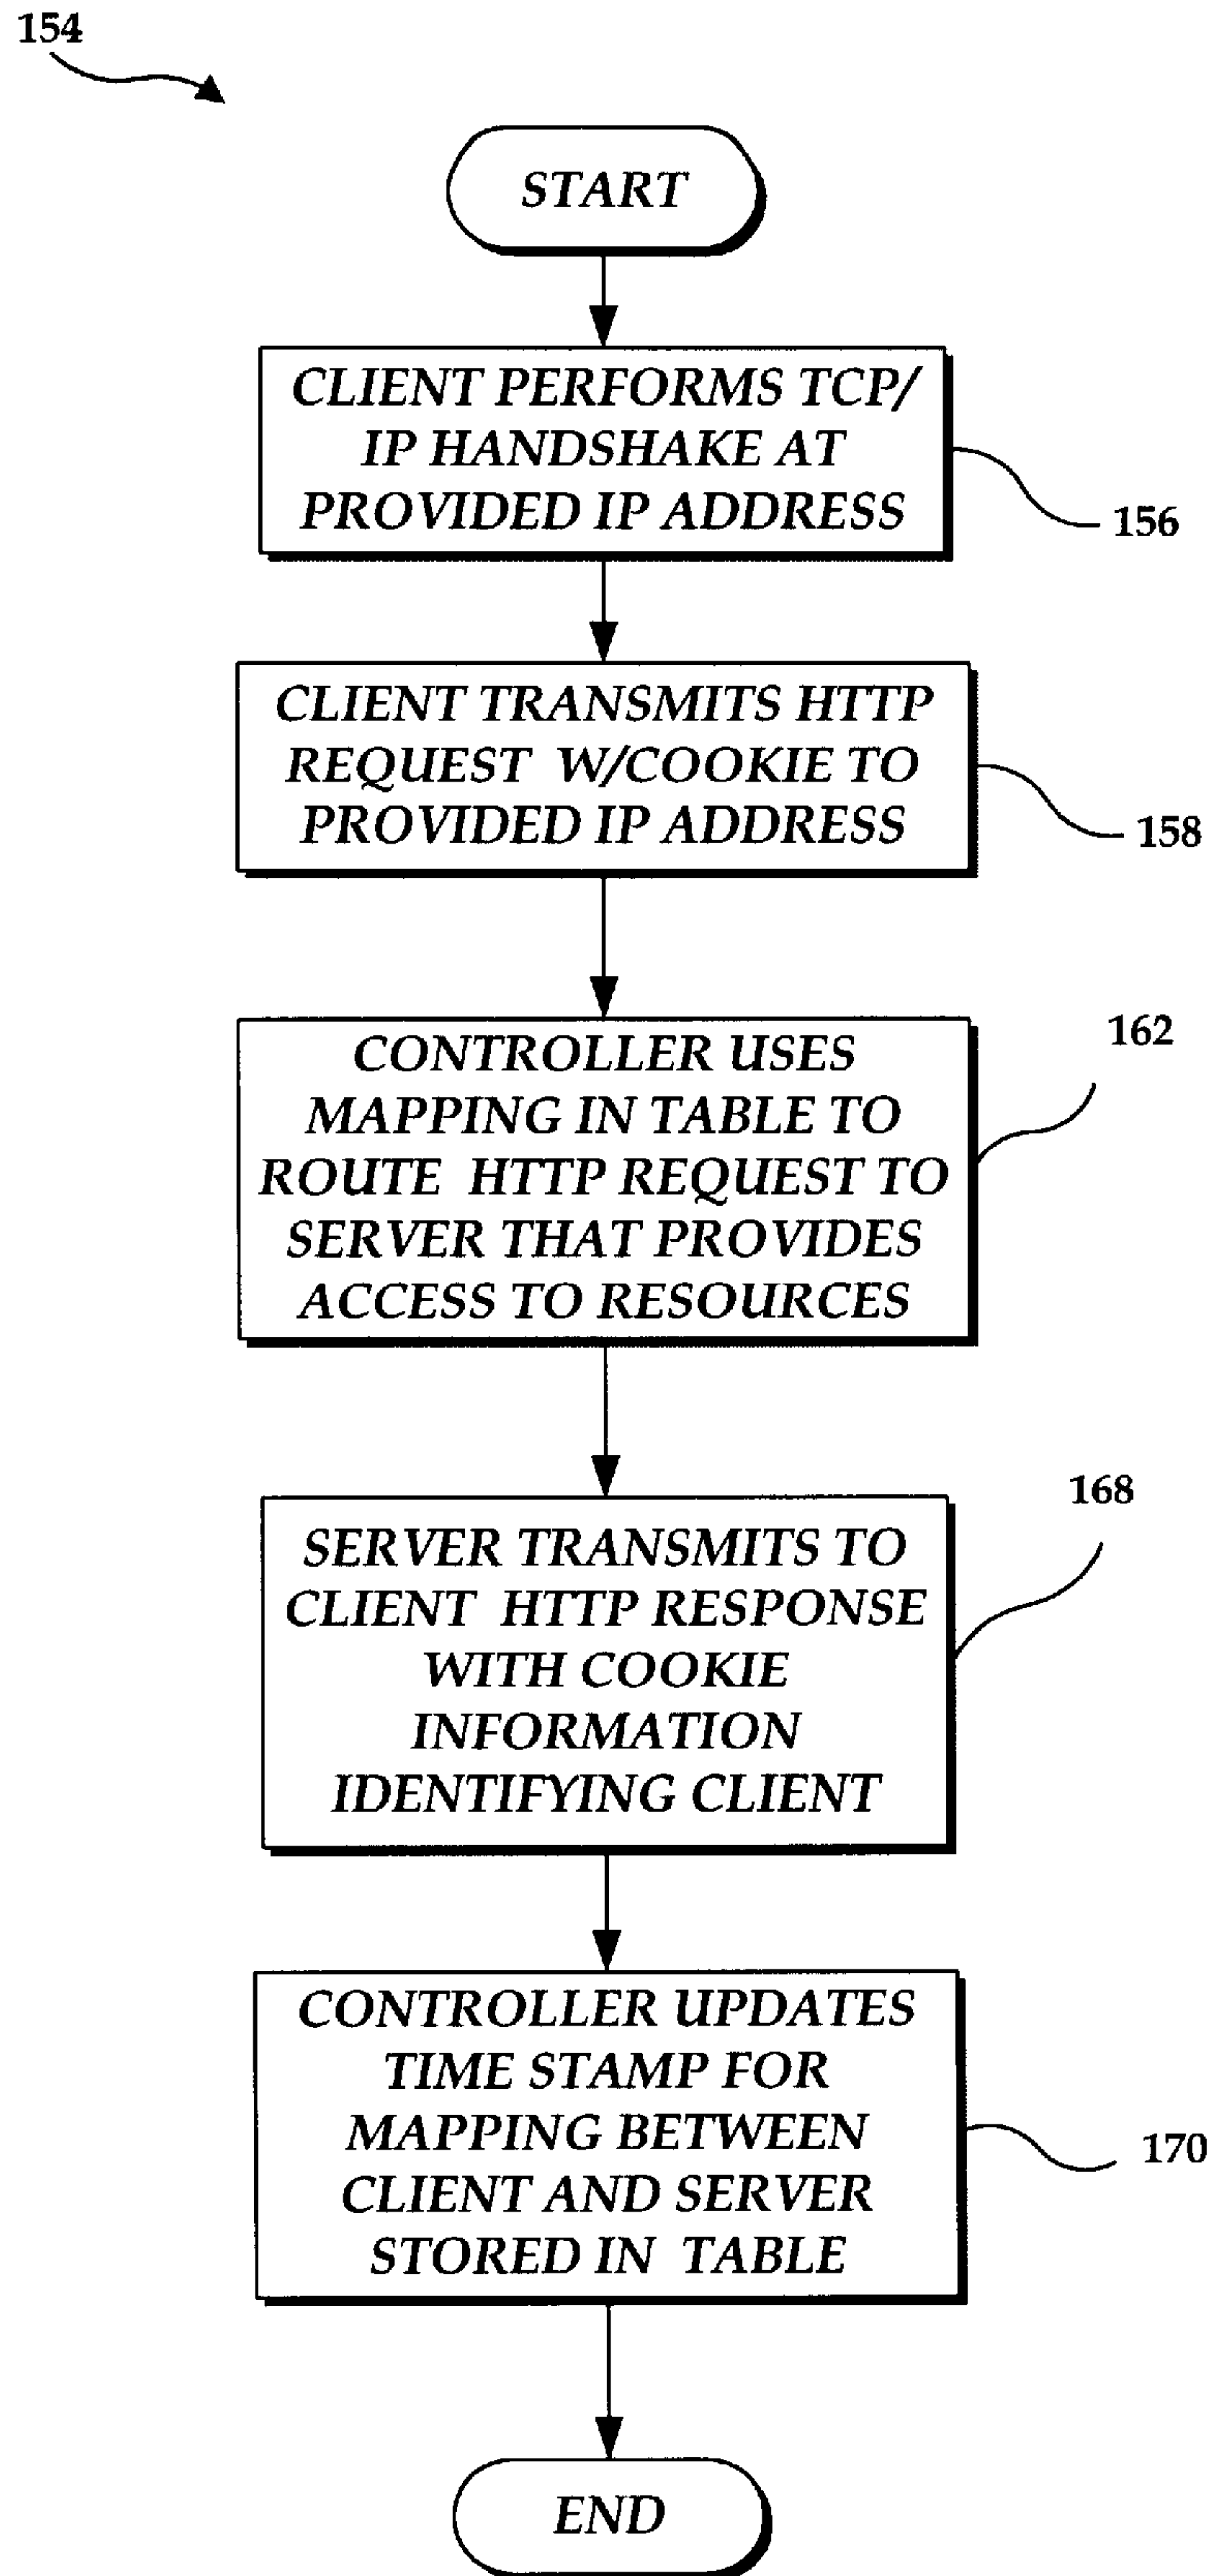 154
START
CLIENT PERFORMS TCP/
IP HANDSHAKE AT
PROVIDED IP ADDRESS
156
CLIENT TRANSMITS HTTP
REQUEST W/COOKIE TO
PROVIDED IP ADDRESS
158
CONTROLLER USES
MAPPING IN TABLE TO
ROUTE HTTP REQUEST TO
SERVER THAT PROVIDES
ACCESS TO RESOURCES
162
SERVER TRANSMITS TO
CLIENT HTTP RESPONSE
WITH COOKIE
INFORMATION
IDENTIFYING CLIENT
168
CONTROLLER UPDATES
TIME STAMP FOR
MAPPING BETWEEN
CLIENT AND SERVER
STORED IN TABLE
170
END